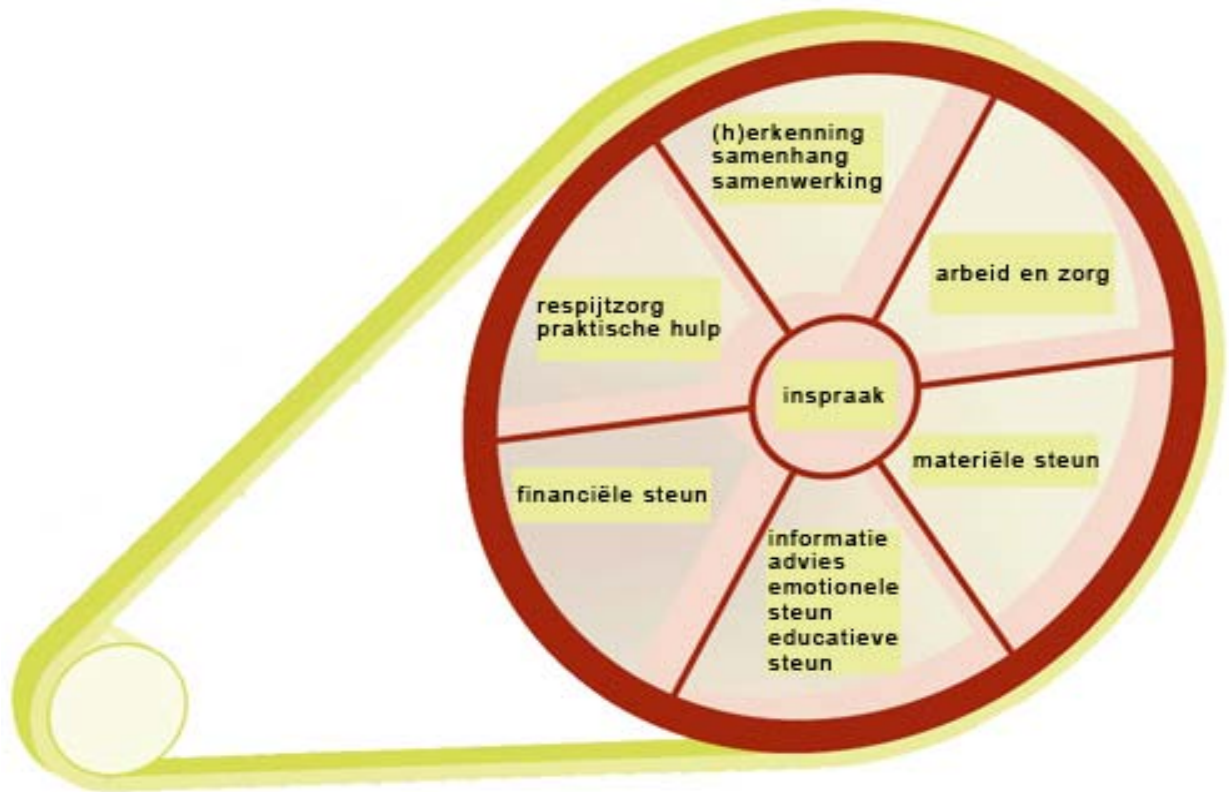 (h)erkenning
samenhang
samenwerking
arbeid en zorg
respijtzorg
praktische hulp
inspraak
materiële steun
financiële steun
informatie
advies
emotionele
steun
educatieve
steun